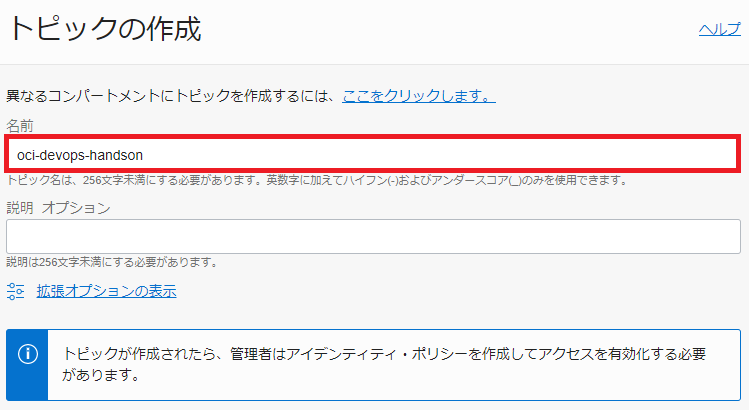 トピックの作成
ヘルプ
異なるコンパートメントにトピックを作成するには、ここをクリックします。
名前
oci-devops-handson
トピック名は、256文字未満にする必要があります。英数字に加えてハイフン(-)およびアンダースコア(_)のみを使用できます。
説明 オプション
説明は256文字未満にする必要があります。
拡張オプションの表示
トピックが作成されたら、管理者はアイデンティティ・ポリシーを作成してアクセスを有効化する必要
があります。